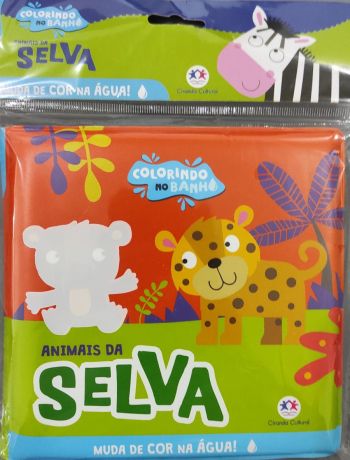 COLORINDO
NO BANHO
ANIMAIS DA
SELVA
MUDA DE COR NA ÁGUA!
Ciranda Cultural
COLORINDO
NO BANHO
ANIMAIS DA
SELVA
Ciranda Cultural
MUDA DE COR NA ÁGUA!